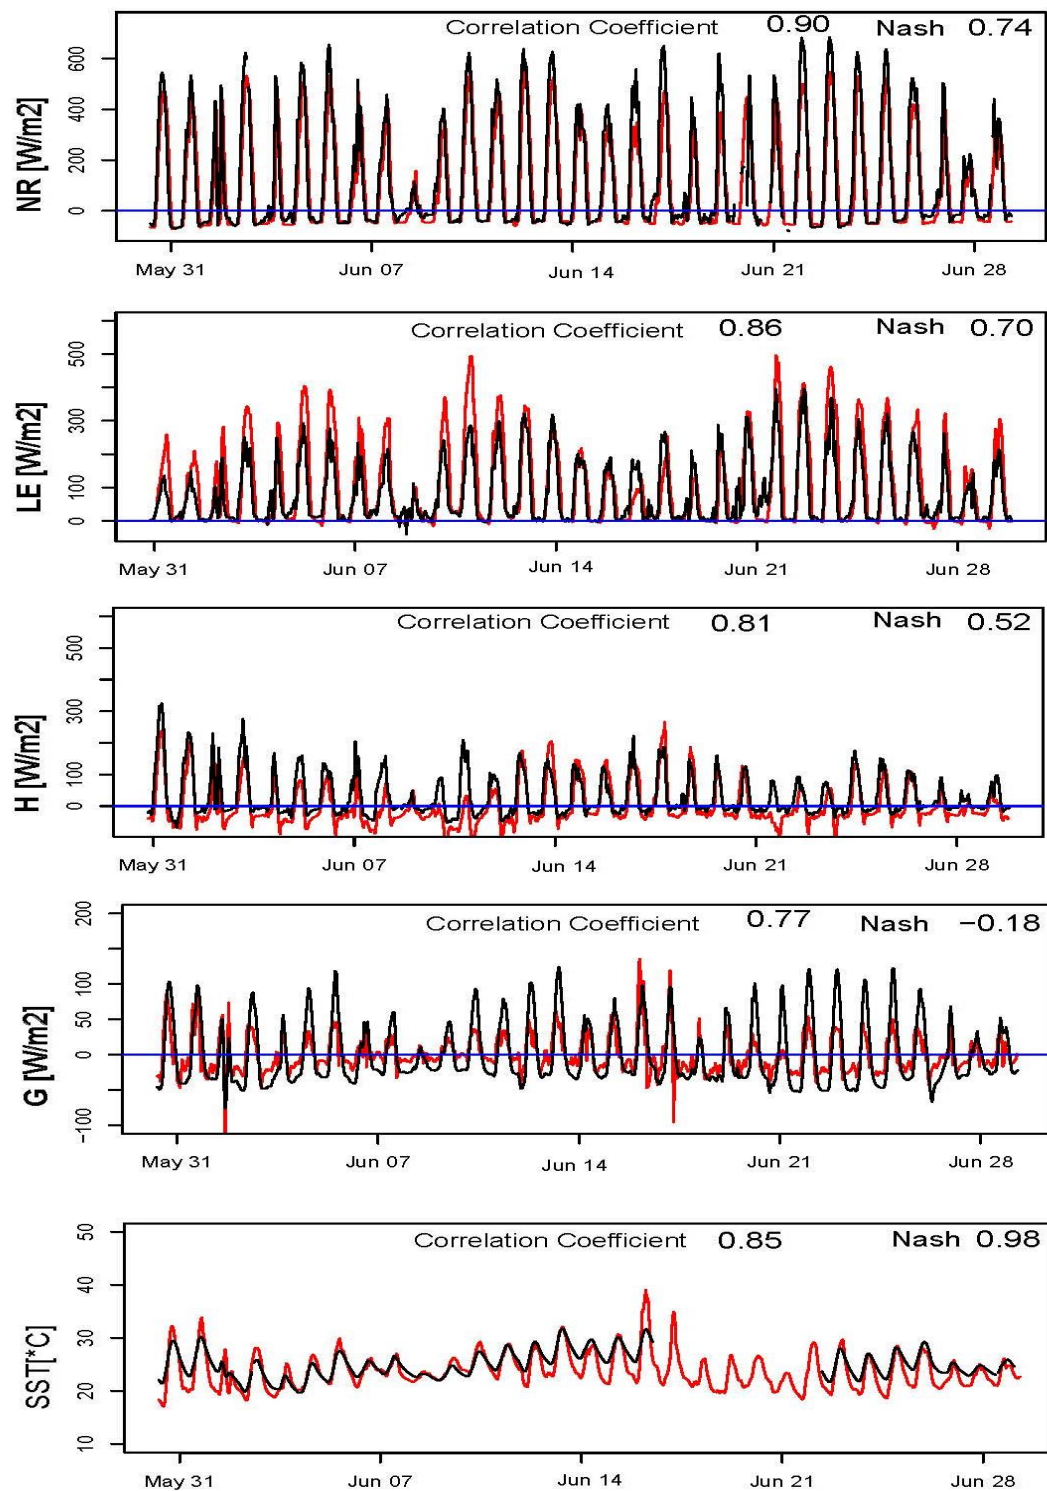 Correlation Coefficient 0.90 Nash 0.74
NR [W/m2]
600
400
200
0
May 31 Jun 07 Jun 14 Jun 21 Jun 28
Correlation Coefficient 0.86 Nash 0.70
LE [W/m2]
500
300
100
0
May 31 Jun 07 Jun 14 Jun 21 Jun 28
Correlation Coefficient 0.81 Nash 0.52
H [W/m2]
500
300
100
0
May 31 Jun 07 Jun 14 Jun 21 Jun 28
Correlation Coefficient 0.77 Nash −0.18
G [W/m2]
200
100
50
0
−100
May 31 Jun 07 Jun 14 Jun 21 Jun 28
Correlation Coefficient 0.85 Nash 0.98
SST[*C]
50
40
30
20
10
May 31 Jun 07 Jun 14 Jun 21 Jun 28